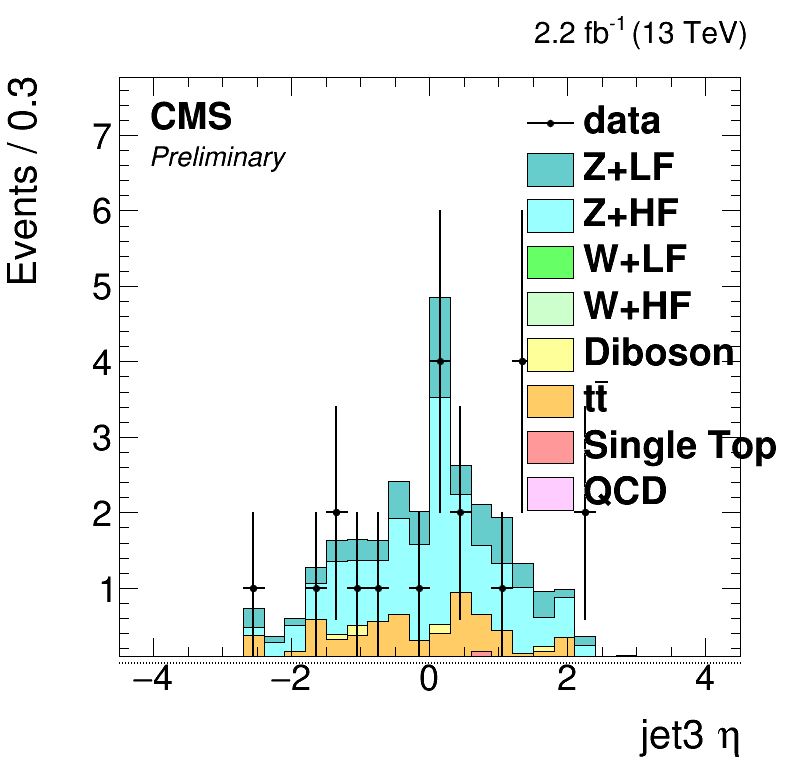 2.2 fb-1 (13 TeV)
Events / 0.3
CMS
Preliminary
data
Z+LF
Z+HF
W+LF
W+HF
Diboson
tt̄
Single Top
QCD
7
6
5
4
3
2
1
−4 −2 0 2 4
jet3 η